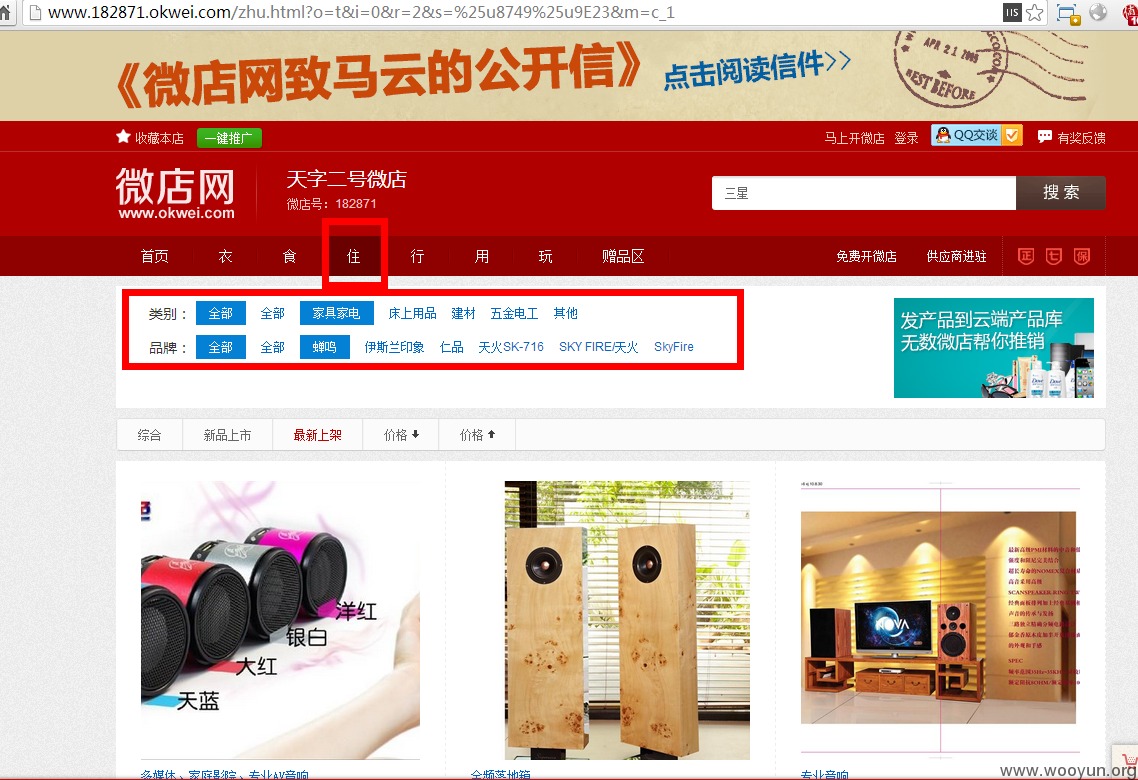 www.182871.okwei.com/zhu.html?o=t&i=0&r=2&s=%25u8749%25u9E23&m=c_1
IIS
《微店网致马云的公开信》 点击阅读信件>>
APR 21 2008
BEST BEFORE
收藏本店 一键推广 马上开微店 登录 QQ交谈 有奖反馈
微店网
www.okwei.com
天字二号微店
微店号：182871
三星 搜 索
首页 衣 食 住 行 用 玩 赠品区 免费开微店 供应商进驻 正 七 保
类别： 全部 全部 家具家电 床上用品 建材 五金电工 其他
品牌： 全部 全部 蝉鸣 伊斯兰印象 仁品 天火SK-716 SKY FIRE/天火 SkyFire
发产品到云端产品库
无数微店帮你推销
综合 新品上市 最新上架 价格 价格
洋红
银白
大红
天蓝
NOVA
SPEC
多媒体、家庭影院、专业AV音响 全频落地箱 专业音响
www.wooyun.org